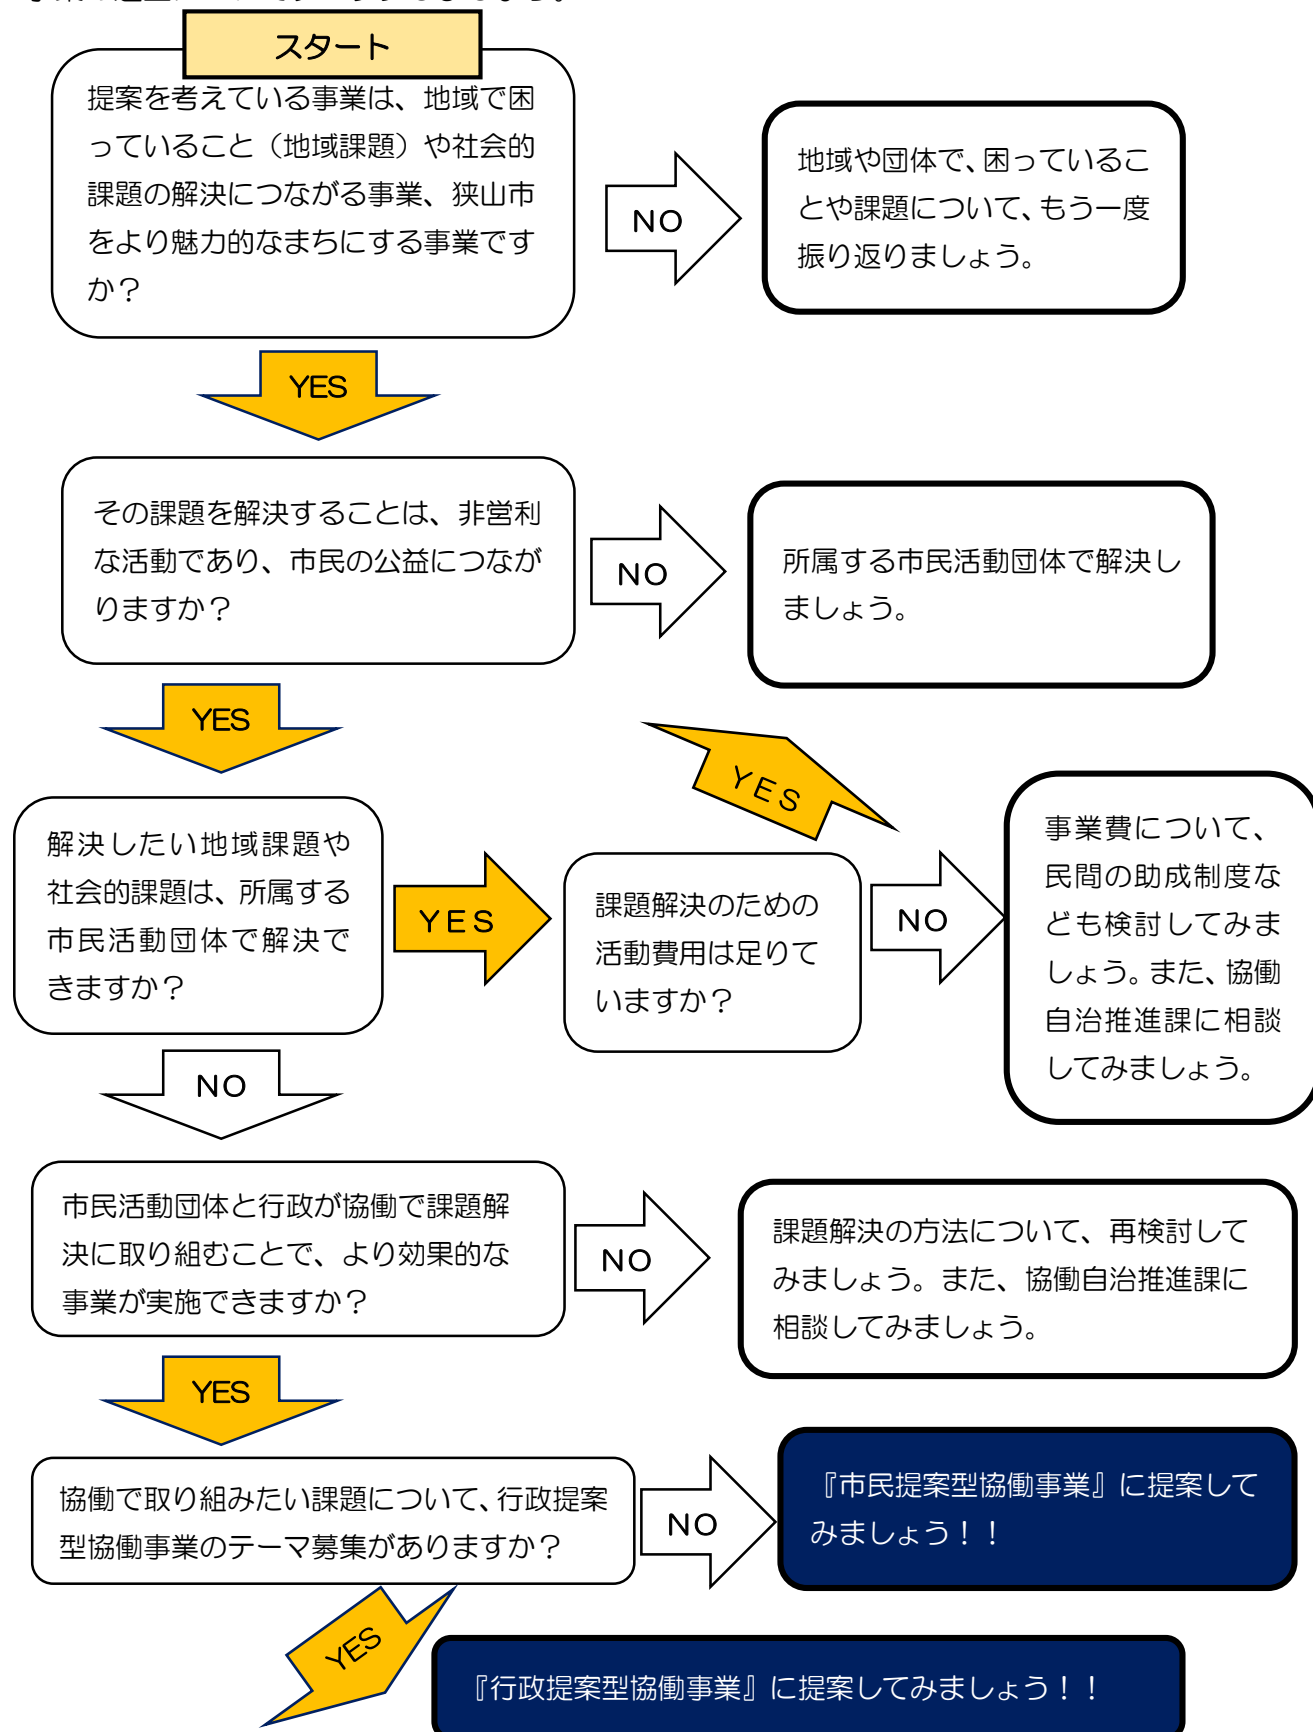 スタート
提案を考えている事業は、地域で困
っていること（地域課題）や社会的
課題の解決につながる事業、狭山市
をより魅力的なまちにする事業です
か？
NO
地域や団体で、困っているこ
とや課題について、もう一度
振り返りましょう。
YES
その課題を解決することは、非営利
な活動であり、市民の公益につなが
りますか？
NO
所属する市民活動団体で解決し
ましょう。
YES
解決したい地域課題や
社会的課題は、所属する
市民活動団体で解決で
きますか？
YES
課題解決のための
活動費用は足りて
いますか？
YES
NO
事業費について、
民間の助成制度な
ども検討してみま
しょう。また、協働
自治推進課に相談
してみましょう。
NO
市民活動団体と行政が協働で課題解
決に取り組むことで、より効果的な
事業が実施できますか？
NO
課題解決の方法について、再検討して
みましょう。また、協働自治推進課に
相談してみましょう。
YES
協働で取り組みたい課題について、行政提案
型協働事業のテーマ募集がありますか？
NO
『市民提案型協働事業』に提案して
みましょう！！
YES
『行政提案型協働事業』に提案してみましょう！！